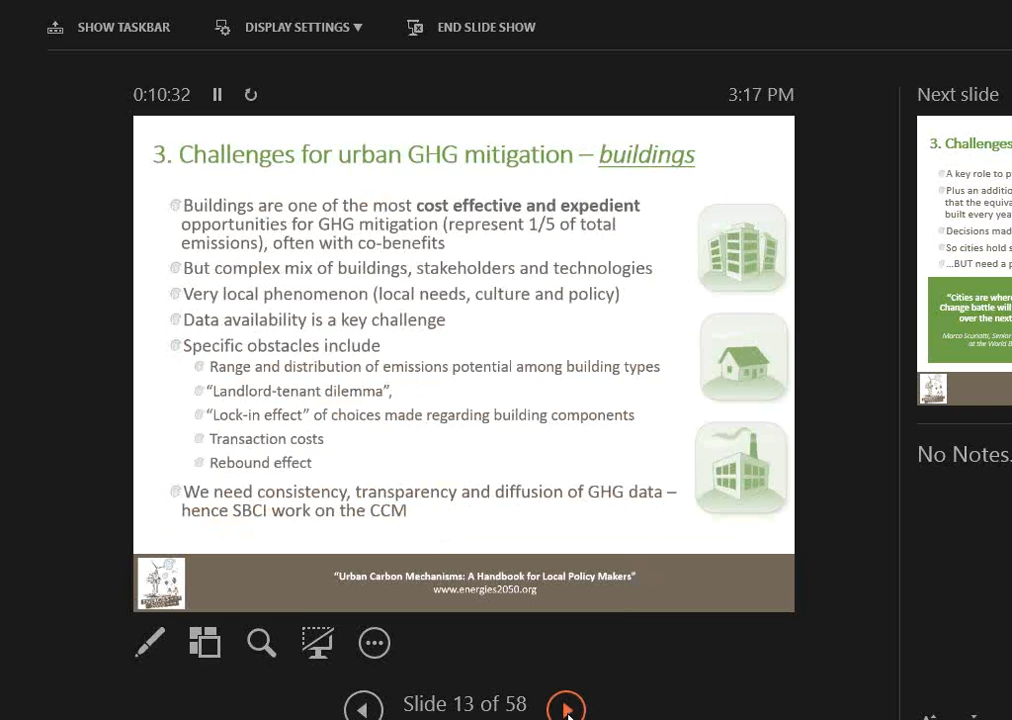 SHOW TASKBAR
DISPLAY SETTINGS ▼
END SLIDE SHOW
0:10:32
3:17 PM
Next slide
3. Challenges for urban GHG mitigation – buildings
Buildings are one of the most cost effective and expedient
opportunities for GHG mitigation (represent 1/5 of total
emissions), often with co-benefits
But complex mix of buildings, stakeholders and technologies
Very local phenomenon (local needs, culture and policy)
Data availability is a key challenge
Specific obstacles include
Range and distribution of emissions potential among building types
“Landlord-tenant dilemma”,
“Lock-in effect” of choices made regarding building components
Transaction costs
Rebound effect
We need consistency, transparency and diffusion of GHG data –
hence SBCI work on the CCM
“Urban Carbon Mechanisms: A Handbook for Local Policy Makers”
www.energies2050.org
3. Challenges
A key role to p
Plus an additio
that the equiva
built every yea
Decisions mad
So cities hold s
...BUT need a p
“Cities are wher
Change battle will
over the next
Marco Scuriatti, Senior
at the World B
No Notes.
Slide 13 of 58